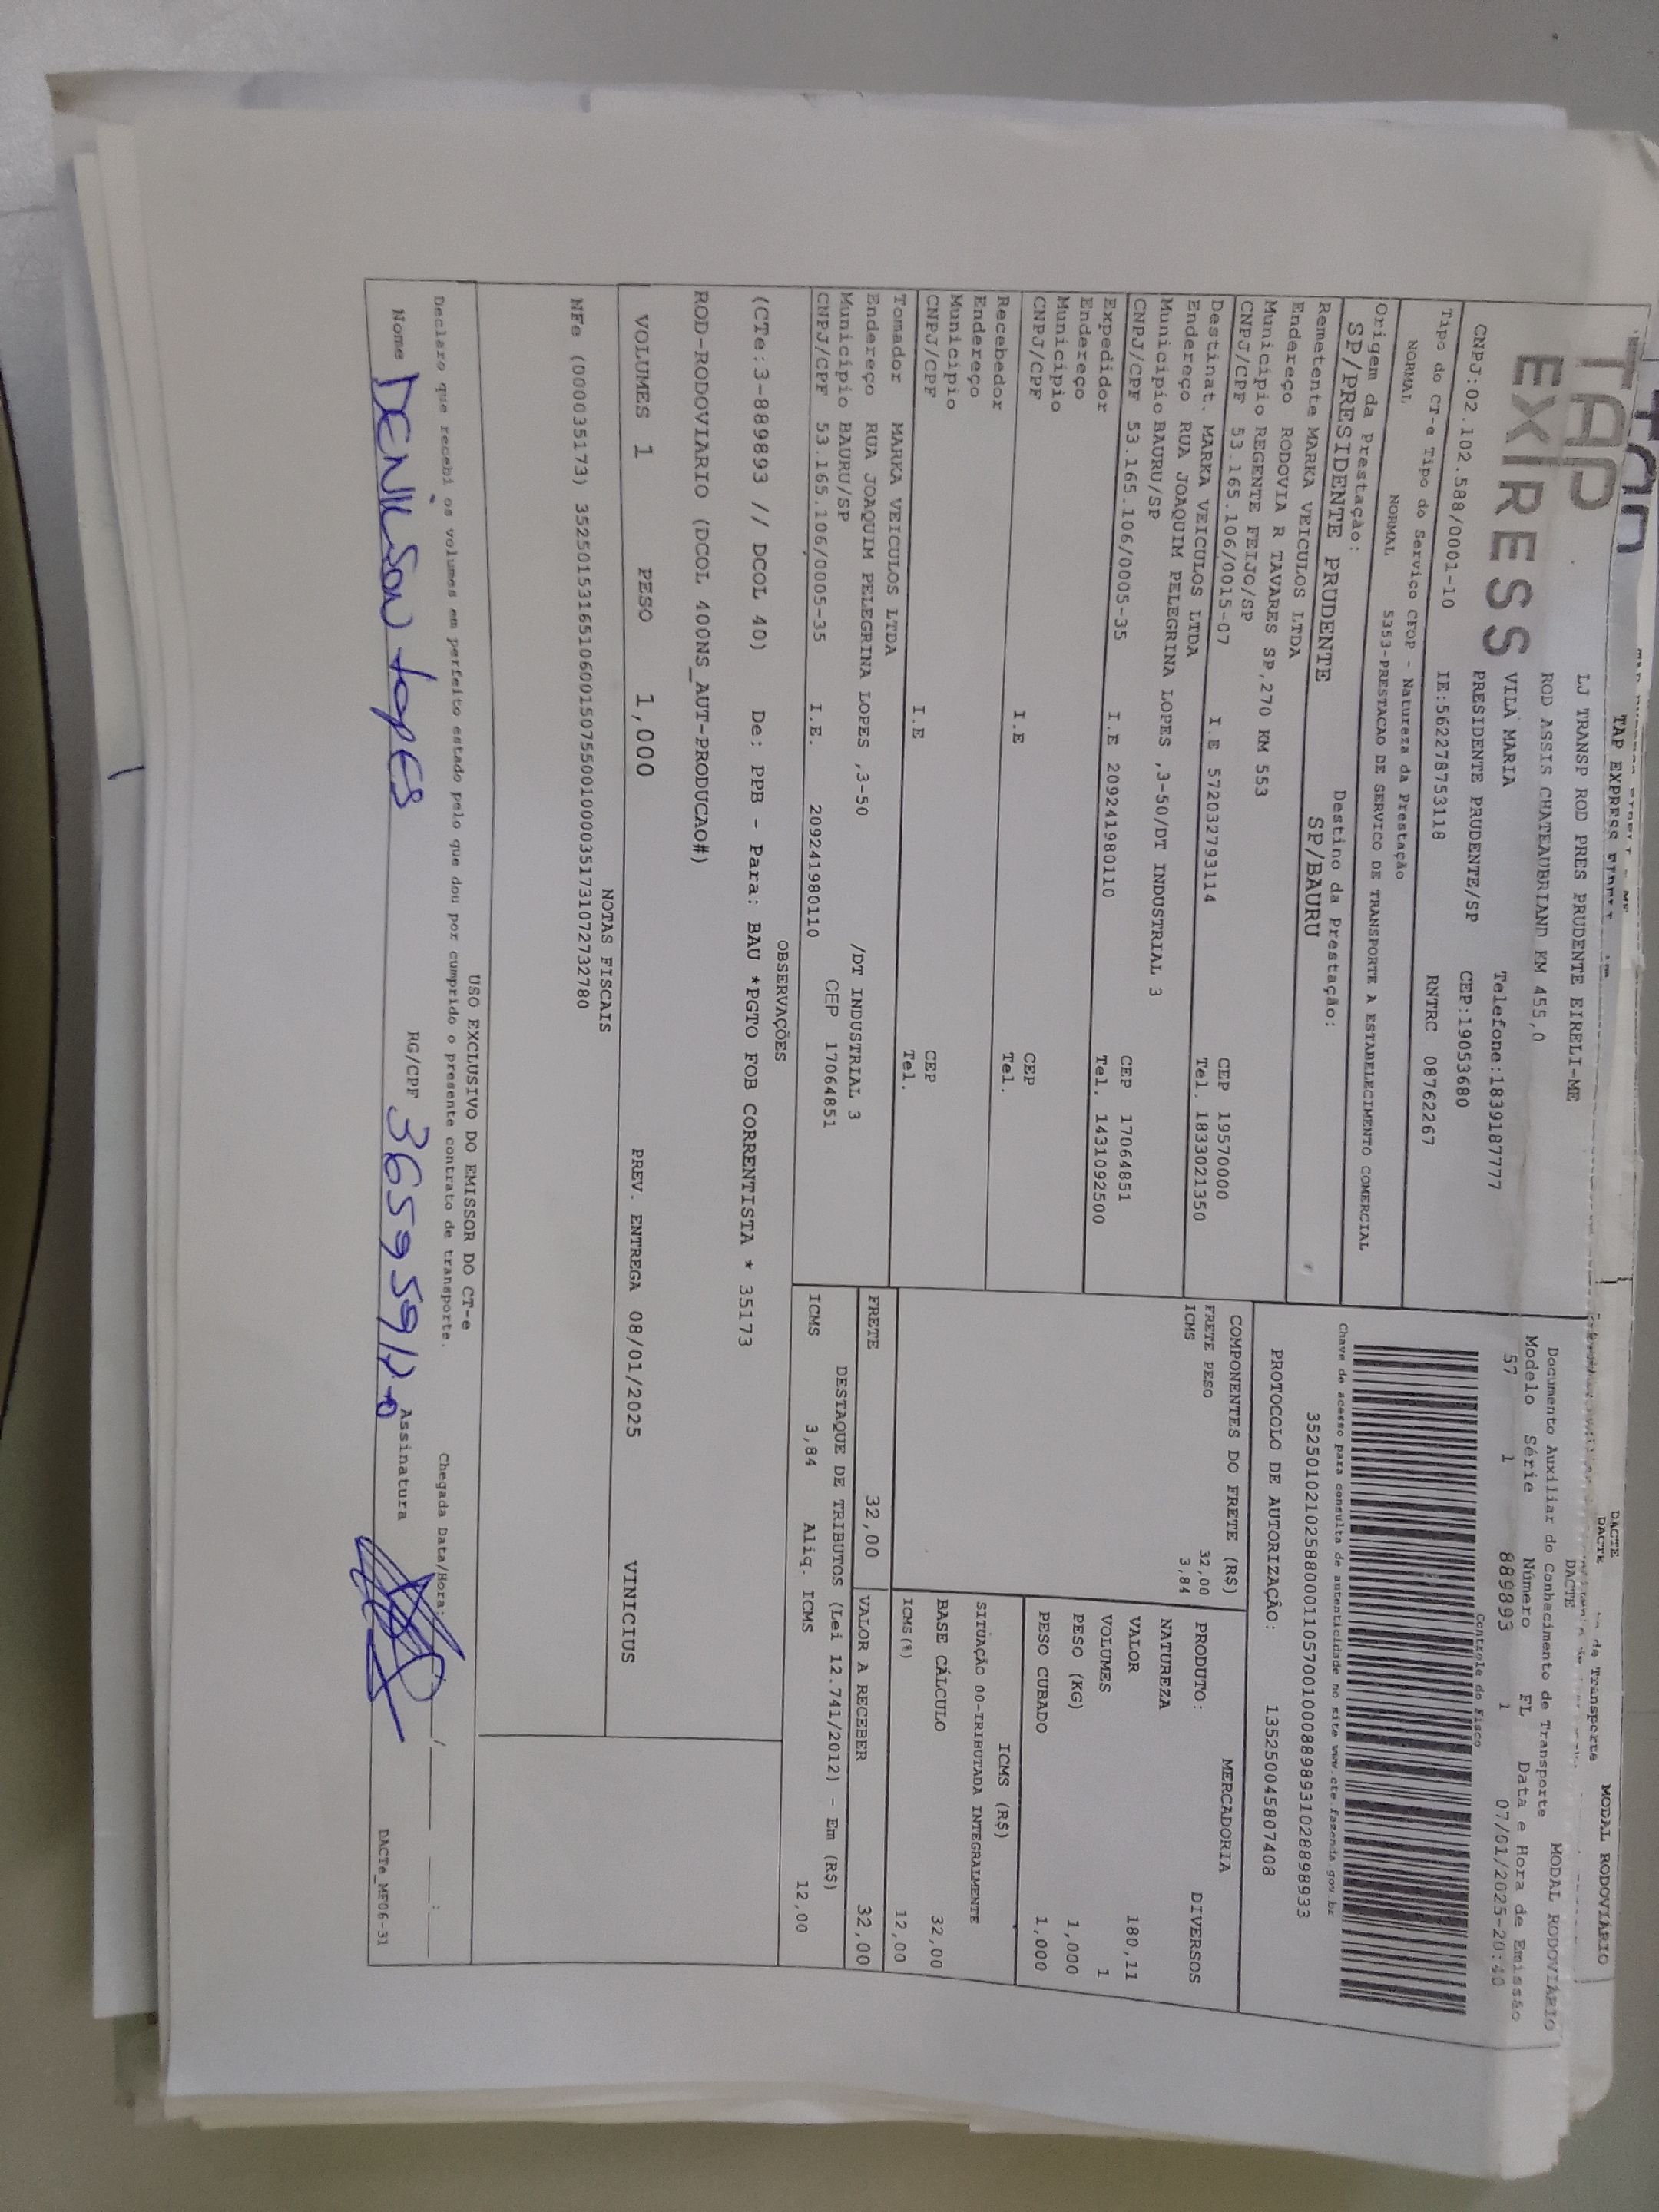 TAP
EXPRESS
LJ TRANSP ROD PRES PRUDENTE EIRELI-ME
ROD ASSIS CHATEAUBRIAND KM 455,0
VILA MARIA Telefone:1839187777
PRESIDENTE PRUDENTE/SP CEP:19053680
CNPJ:02.102.588/0001-10 IE:562278753118 RNTRC 08762267
DACTE MODAL RODOVIÁRIO
Documento Auxiliar do Conhecimento de Transporte MODAL RODOVIÁRIO
Modelo Série Número FL Data e Hora de Emissão
57 1 889893 1 07/01/2025-20:40
Controle do Fisco
Tipo do CT-e Tipo do Serviço CFOP - Natureza da Prestação
NORMAL NORMAL 5353-PRESTACAO DE SERVICO DE TRANSPORTE A ESTABELECIMENTO COMERCIAL
Origem da Prestação: Destino da Prestação:
SP/PRESIDENTE PRUDENTE SP/BAURU
Chave de acesso para consulta de autenticidade no site www.cte.fazenda.gov.br
35250102102588000110570010008898931028898933
PROTOCOLO DE AUTORIZAÇÃO: 135250045807408
Remetente MARKA VEICULOS LTDA
Endereço RODOVIA R TAVARES SP,270 KM 553
Municipio REGENTE FEIJO/SP CEP 19570000
CNPJ/CPF 53.165.106/0015-07 I.E 572032793114 Tel. 1833021350
Destinat. MARKA VEICULOS LTDA
Endereço RUA JOAQUIM PELEGRINA LOPES ,3-50/DT INDUSTRIAL 3
Municipio BAURU/SP CEP 17064851
CNPJ/CPF 53.165.106/0005-35 I.E 209241980110 Tel. 1431092500
Expedidor
Endereço
Municipio CEP
CNPJ/CPF I.E Tel.
Recebedor
Endereço
Municipio CEP
CNPJ/CPF I.E Tel.
Tomador MARKA VEICULOS LTDA
Endereço RUA JOAQUIM PELEGRINA LOPES ,3-50 /DT INDUSTRIAL 3
Municipio BAURU/SP CEP 17064851
CNPJ/CPF 53.165.106/0005-35 I.E. 209241980110
COMPONENTES DO FRETE (R$)
FRETE PESO 32,00
ICMS 3,84
MERCADORIA
PRODUTO: DIVERSOS
NATUREZA
VALOR 180,11
VOLUMES 1
PESO (KG) 1,000
PESO CUBADO 1,000
ICMS (R$)
SITUAÇÃO 00-TRIBUTADA INTEGRALMENTE
BASE CÁLCULO 32,00
ICMS(%) 12,00
FRETE 32,00 VALOR A RECEBER 32,00
DESTAQUE DE TRIBUTOS (Lei 12.741/2012) - Em (R$)
ICMS 3,84 Aliq. ICMS 12,00
OBSERVAÇÕES
(CTe:3-889893 // DCOL 40) De: PPB - Para: BAU *PGTO FOB CORRENTISTA * 35173
ROD-RODOVIARIO (DCOL 400NS_AUT-PRODUCAO#)
VOLUMES 1 PESO 1,000 PREV. ENTREGA 08/01/2025 VINICIUS
NOTAS FISCAIS
NFe (000035173) 35250153165106001507550010000351731072732780
USO EXCLUSIVO DO EMISSOR DO CT-e
Declaro que recebi os volumes em perfeito estado pelo que dou por cumprido o presente contrato de transporte. Chegada Data/Hora: / :
Nome DENILSON LOPES RG/CPF Assinatura
DACTe_MF06-31